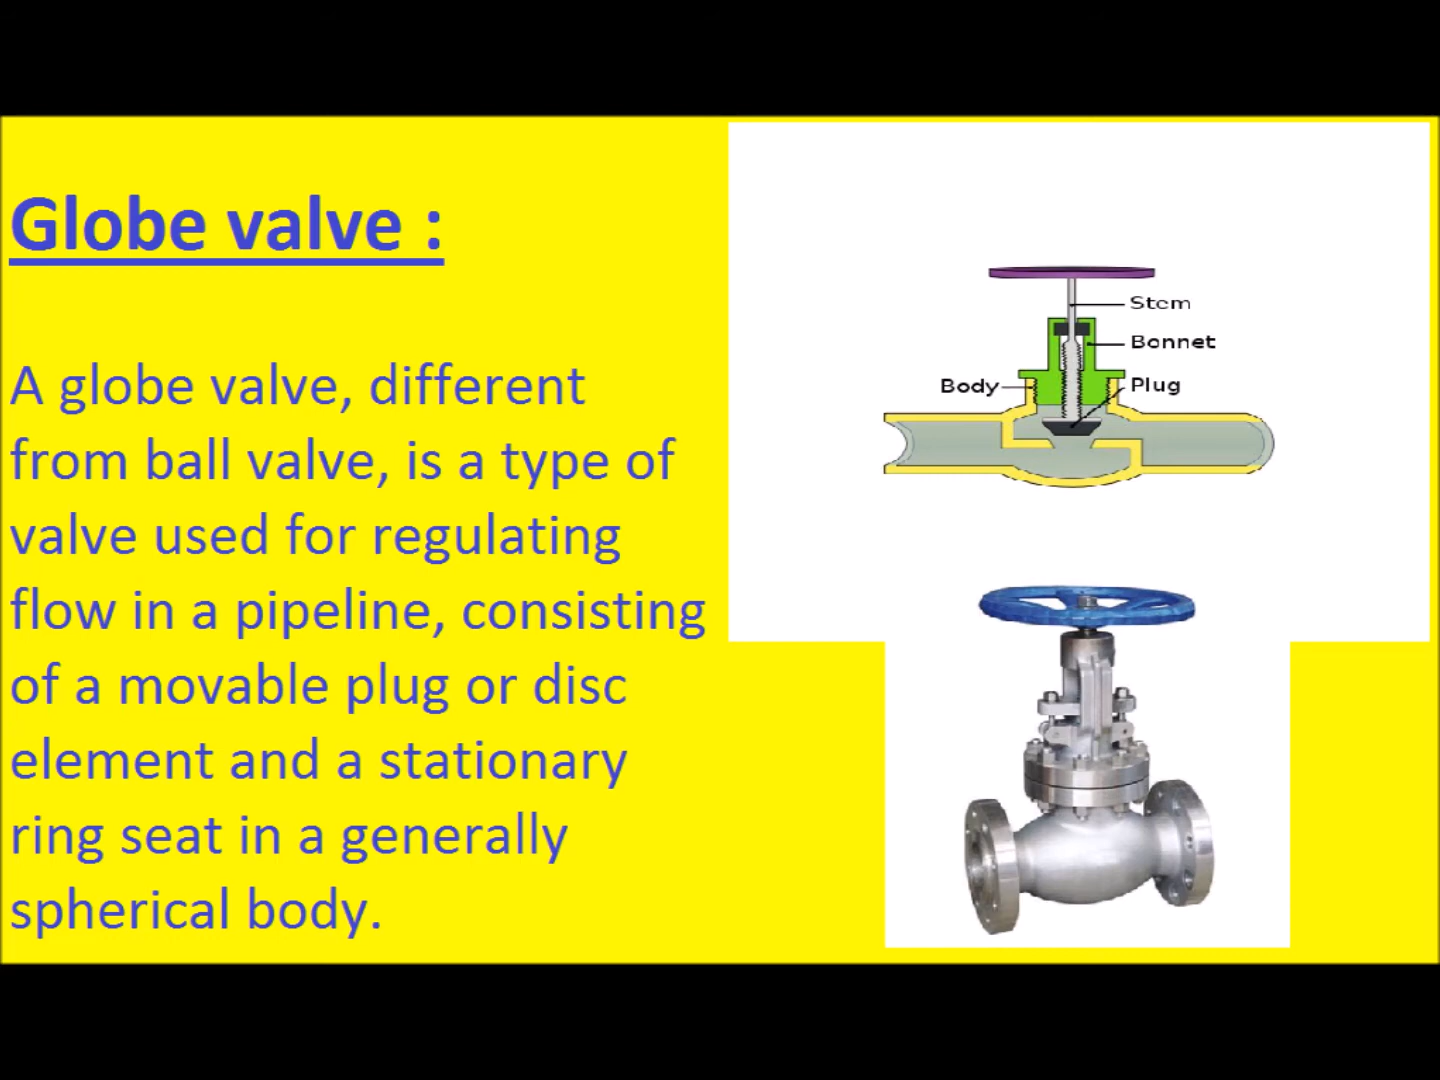 Globe valve :
A globe valve, different
from ball valve, is a type of
valve used for regulating
flow in a pipeline, consisting
of a movable plug or disc
element and a stationary
ring seat in a generally
spherical body.
Stem
Bonnet
Body
Plug